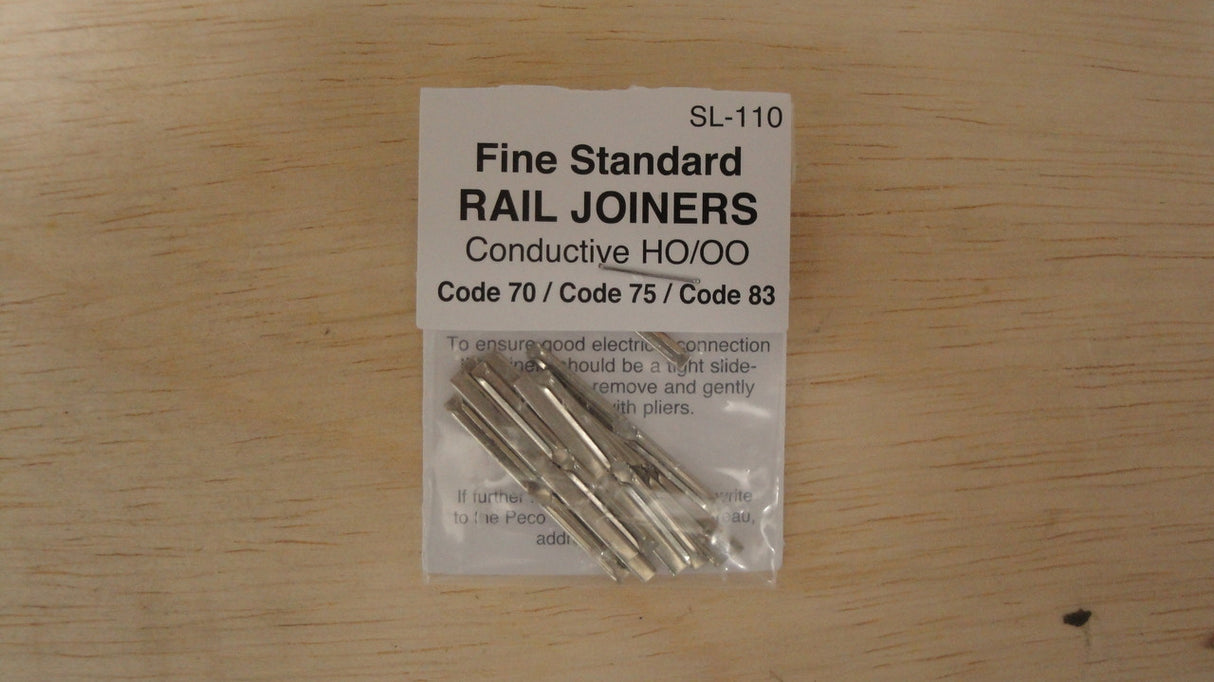 SL-110
Fine Standard
RAIL JOINERS
Conductive HO/OO
Code 70 / Code 75 / Code 83
To ensure good electric connection
should be a tight slide-
remove and gently
with pliers.
If further write
to the Peco